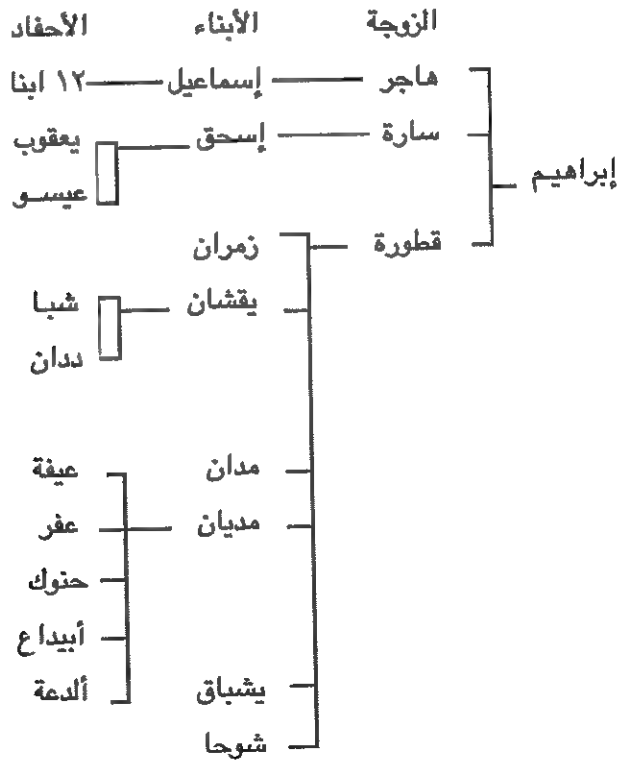 الزوجة الأبناء الأحفاد
هاجر إسماعيل ١٢ ابنا
سارة إسحق يعقوب
عيسو
إبراهيم
قطورة زمران
يقشان شبا
ددان
مدان عيفة
مديان عفر
حنوك
أبيداع
يشباق ألدعة
شوحا